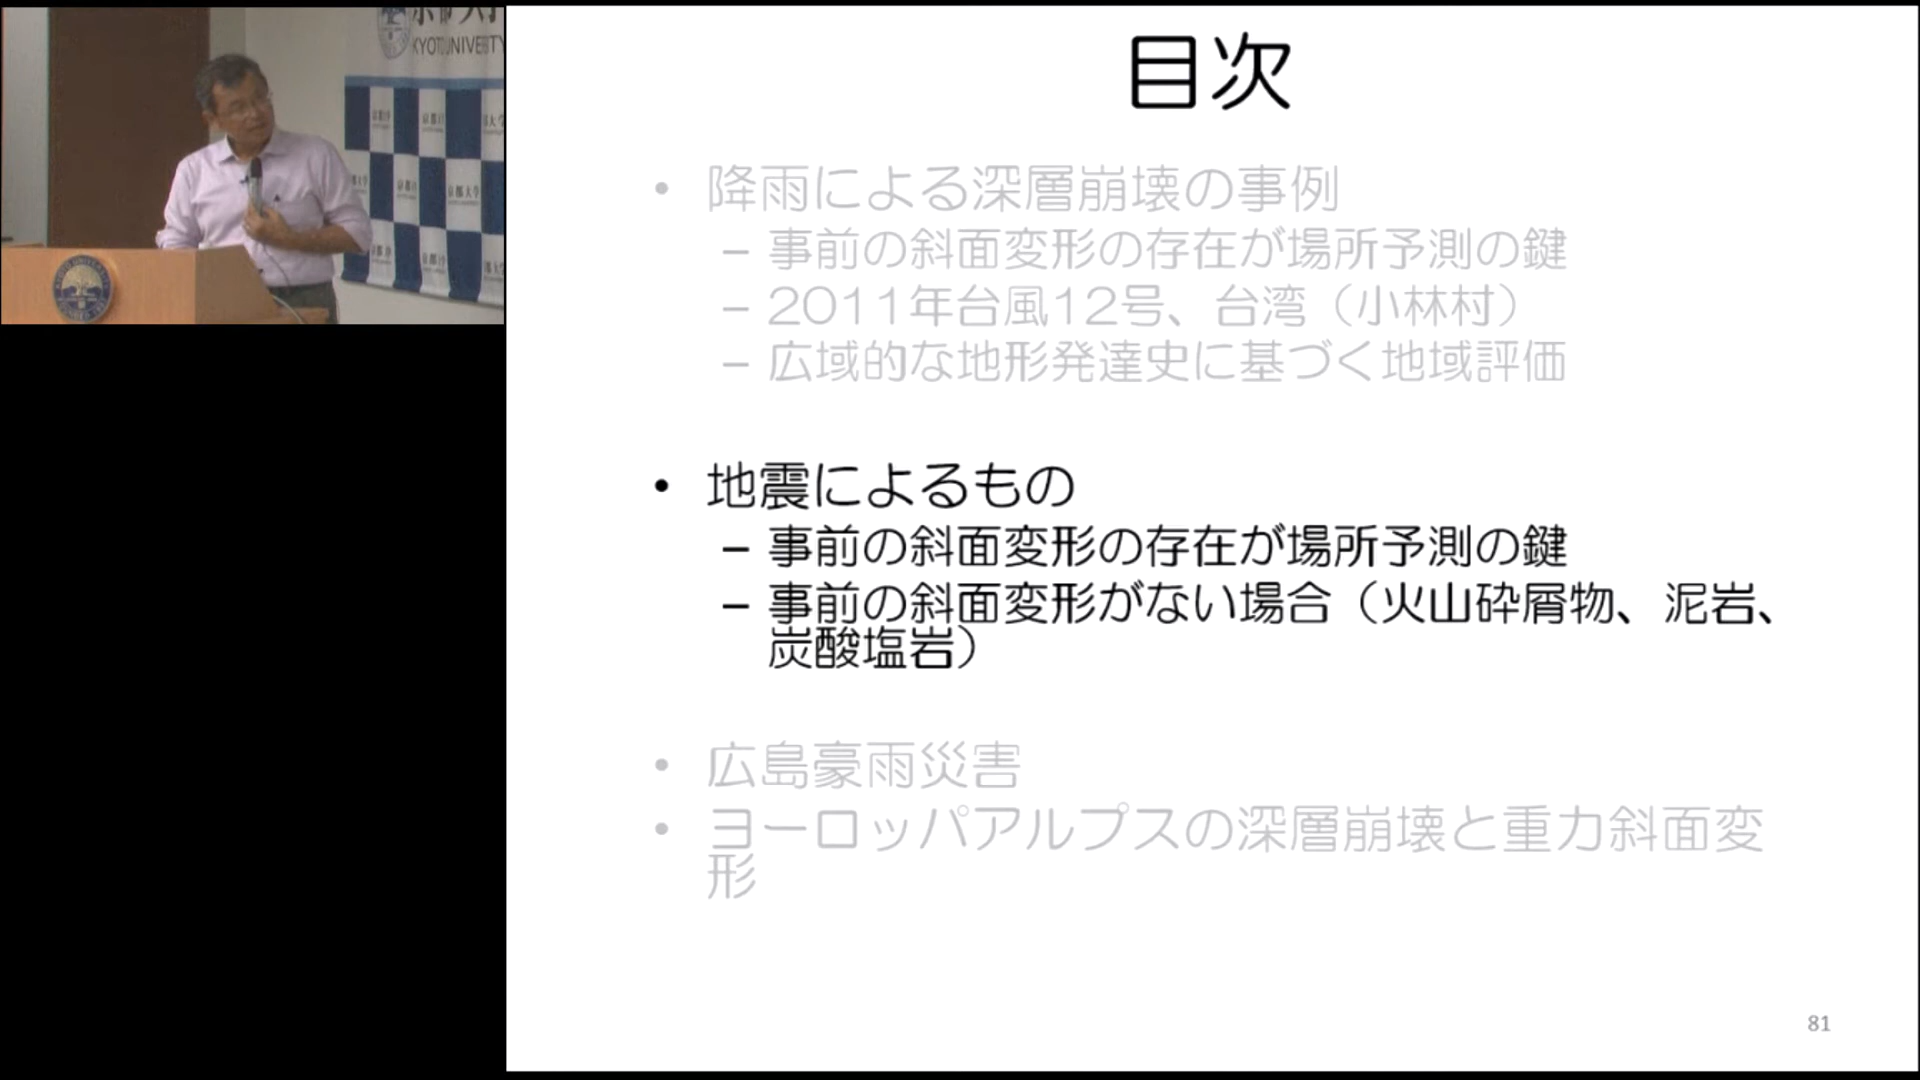 KYOTO UNIVERSITY
目次
• 降雨による深層崩壊の事例
– 事前の斜面変形の存在が場所予測の鍵
– 2011年台風12号、台湾（小林村）
– 広域的な地形発達史に基づく地域評価
• 地震によるもの
– 事前の斜面変形の存在が場所予測の鍵
– 事前の斜面変形がない場合（火山砕屑物、泥岩、
炭酸塩岩）
• 広島豪雨災害
• ヨーロッパアルプスの深層崩壊と重力斜面変
形
81